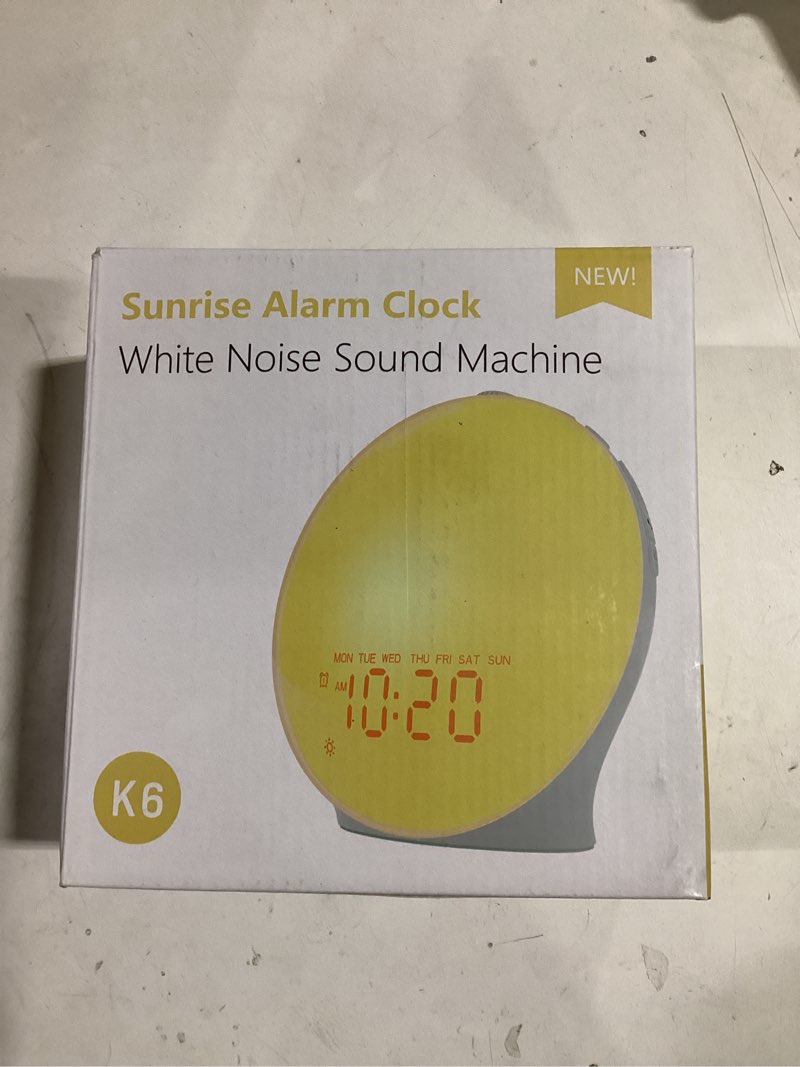 NEW!
Sunrise Alarm Clock
White Noise Sound Machine
MON TUE WED THU FRI SAT SUN
AM 10:20
K6